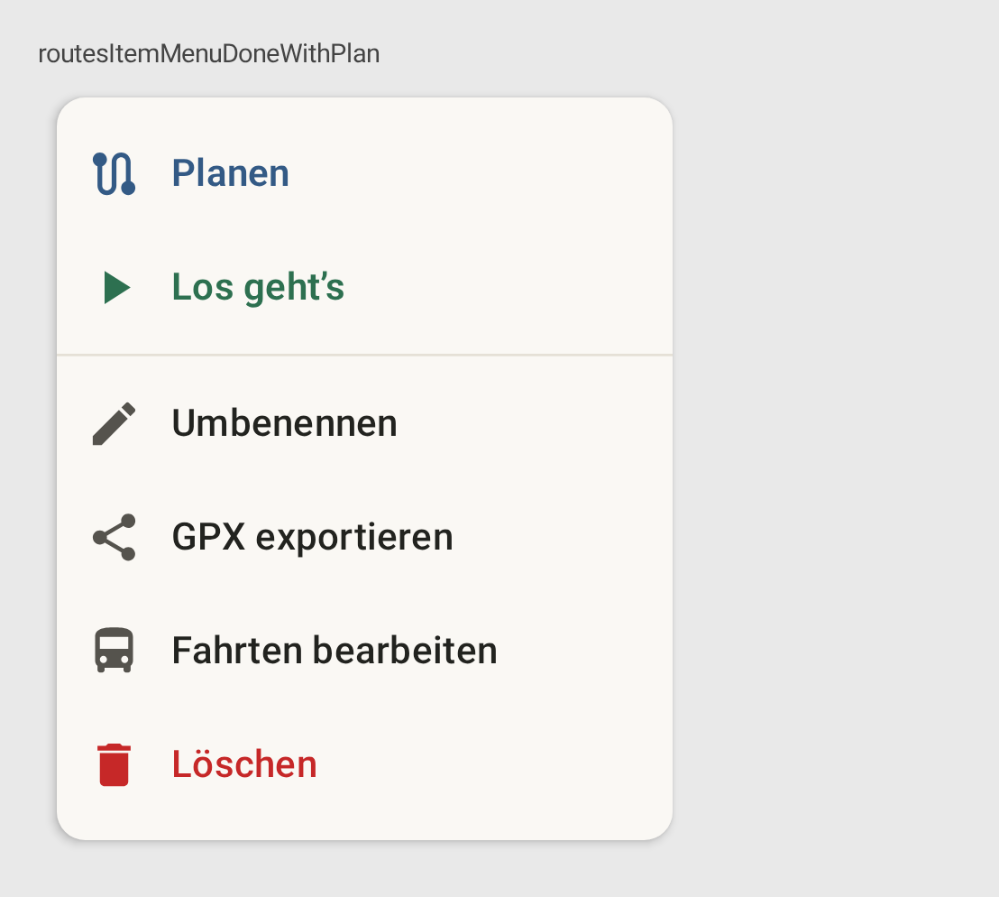 routesItemMenuDoneWithPlan
Planen
Los geht’s
Umbenennen
GPX exportieren
Fahrten bearbeiten
Löschen